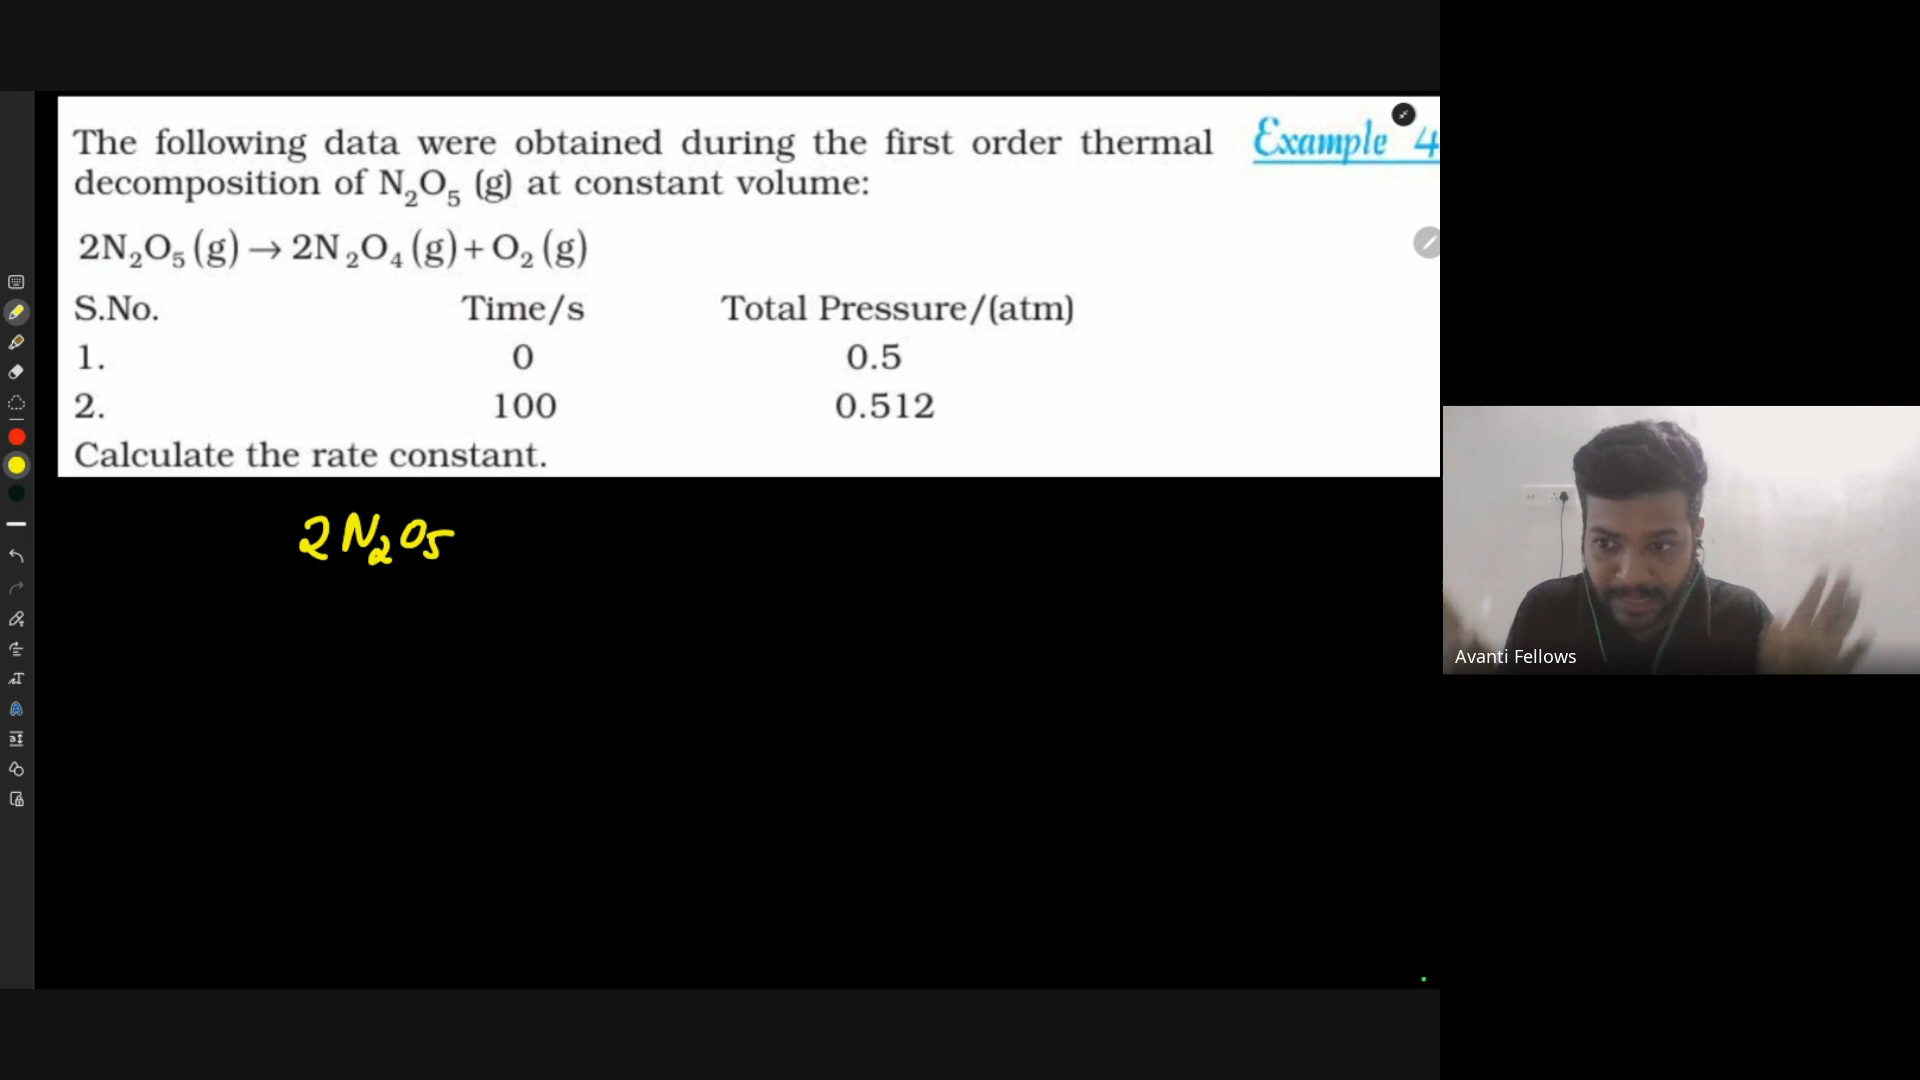 The following data were obtained during the first order thermal Example 4
decomposition of N₂O₅ (g) at constant volume:
2N₂O₅ (g) → 2N₂O₄ (g) + O₂ (g)
S.No. Time/s Total Pressure/(atm)
1. 0 0.5
2. 100 0.512
Calculate the rate constant.
2N₂O₅
Avanti Fellows